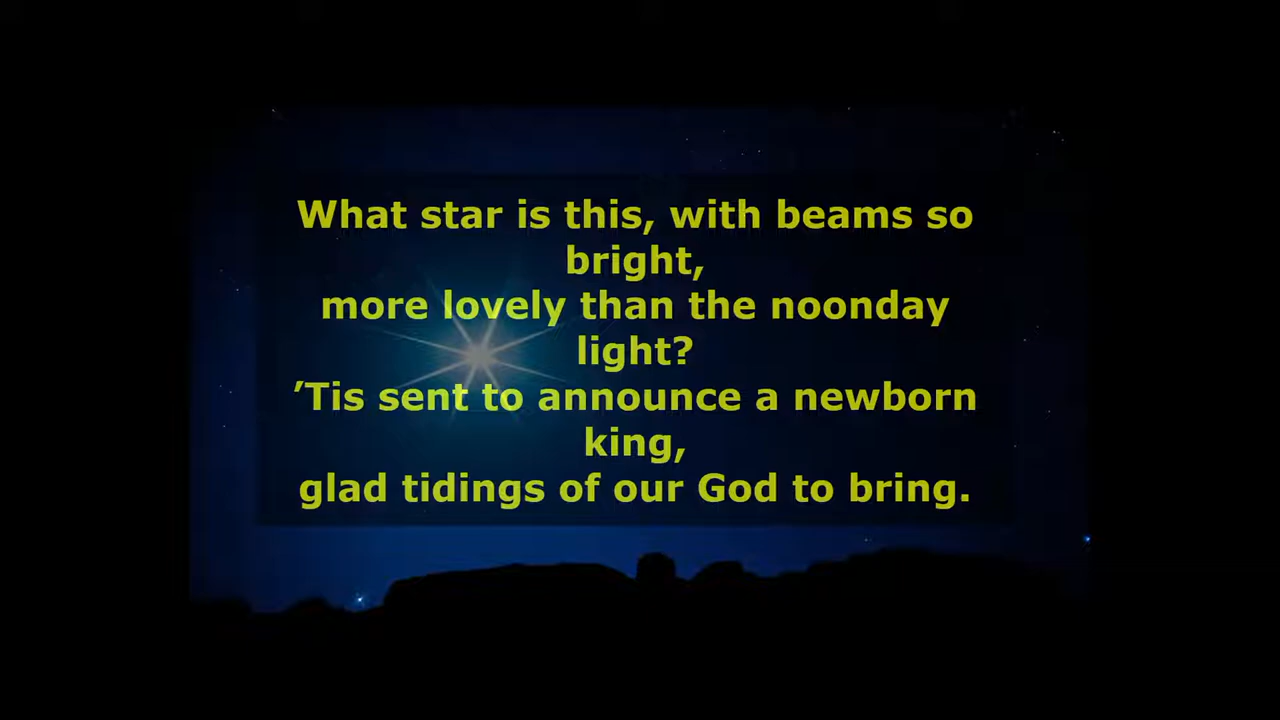 What star is this, with beams so
bright,
more lovely than the noonday
light?
’Tis sent to announce a newborn
king,
glad tidings of our God to bring.